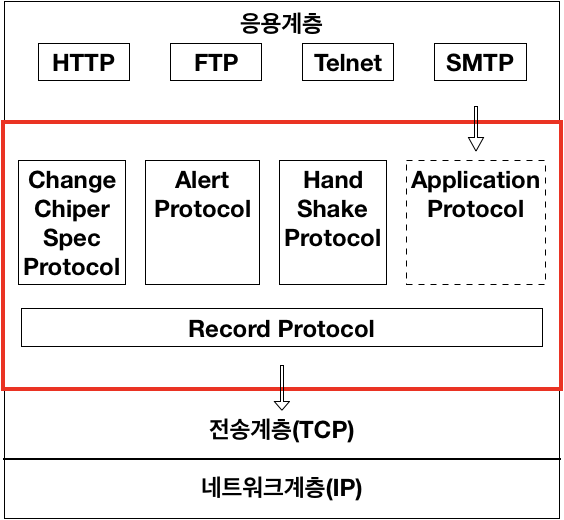 응용계층
HTTP
FTP
Telnet
SMTP
Change
Chiper
Spec
Protocol
Alert
Protocol
Hand
Shake
Protocol
Application
Protocol
Record Protocol
전송계층(TCP)
네트워크계층(IP)